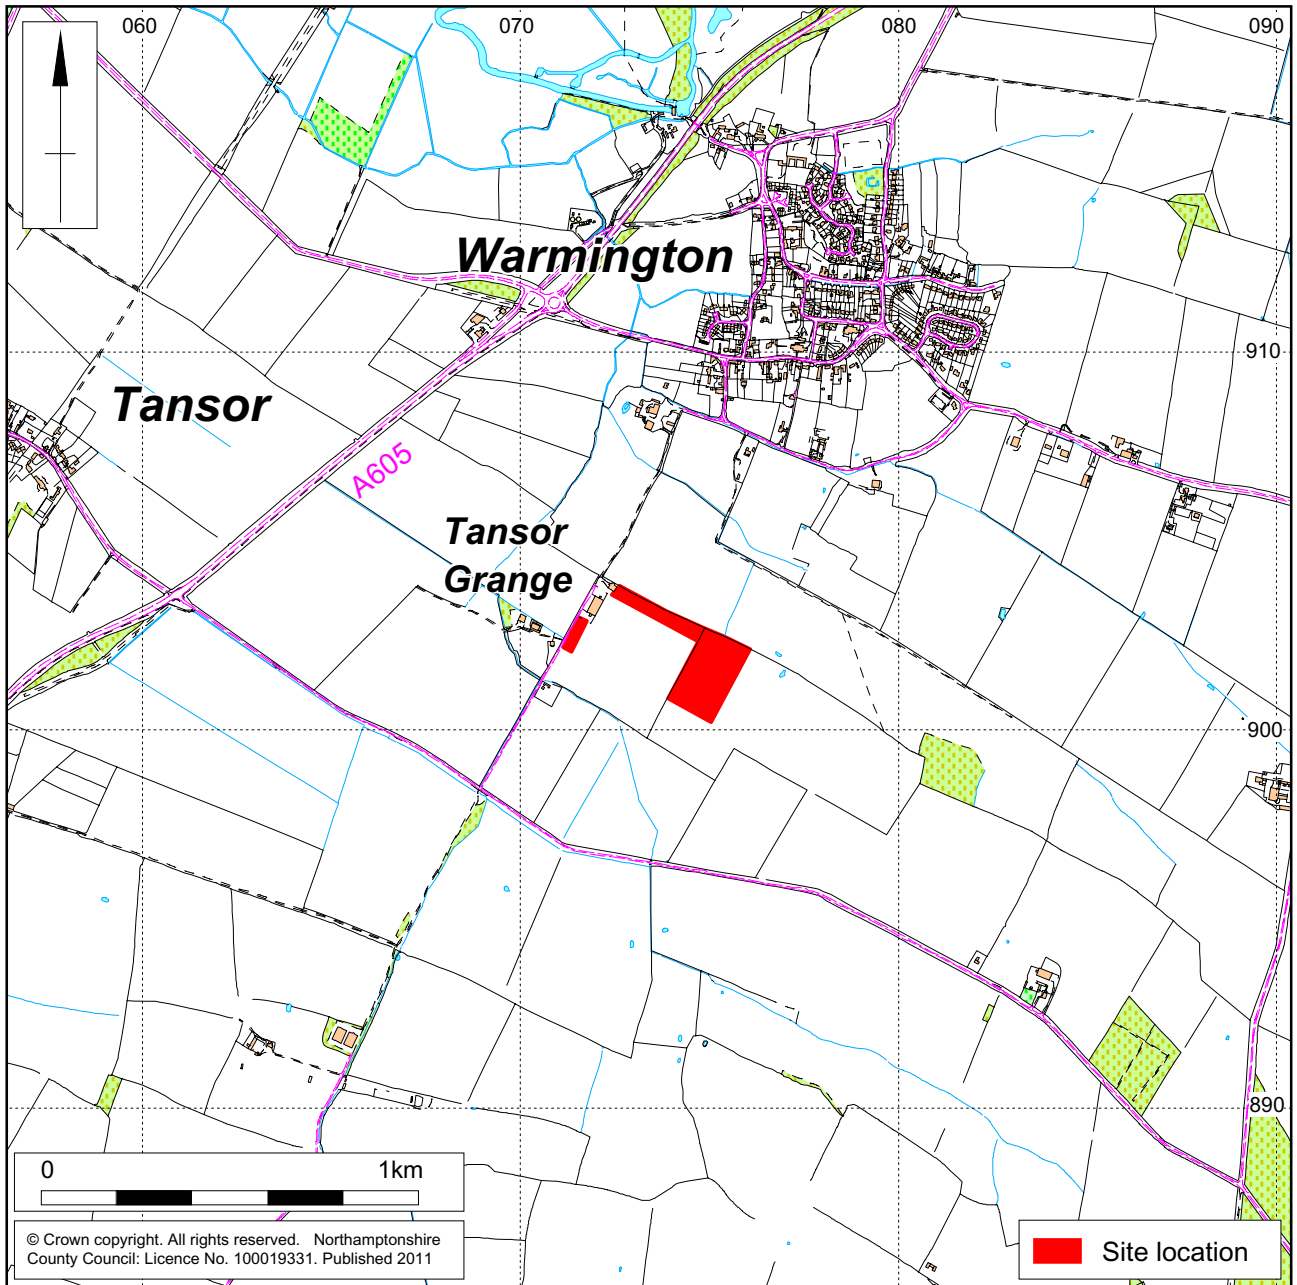 060
070
080
090
Warmington
910
Tansor
A605
Tansor
Grange
900
890
0 1km
© Crown copyright. All rights reserved. Northamptonshire
County Council: Licence No. 100019331. Published 2011
Site location